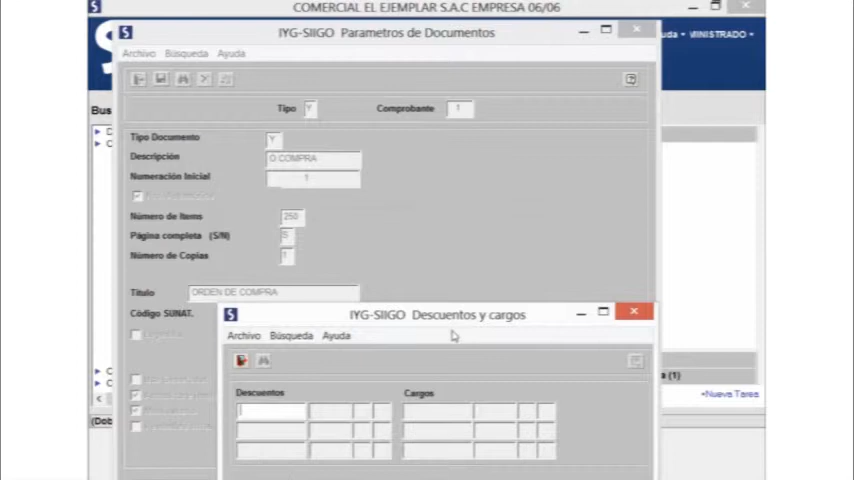 COMERCIAL EL EJEMPLAR S.A.C EMPRESA 06/06
IYG-SIIGO Parametros de Documentos
uda MINISTRADO
Archivo Búsqueda Ayuda
Bus
Tipo Y Comprobante 1
Tipo Documento Y
Descripción O COMPRA
Numeración Inicial 1
Número de Items 250
Página completa (S/N) S
Número de Copias 1
Título ORDEN DE COMPRA
Código SUNAT.
IYG-SIIGO Descuentos y cargos
Archivo Búsqueda Ayuda
a (1)
+Nueva Tarea
(Dob
Descuentos Cargos